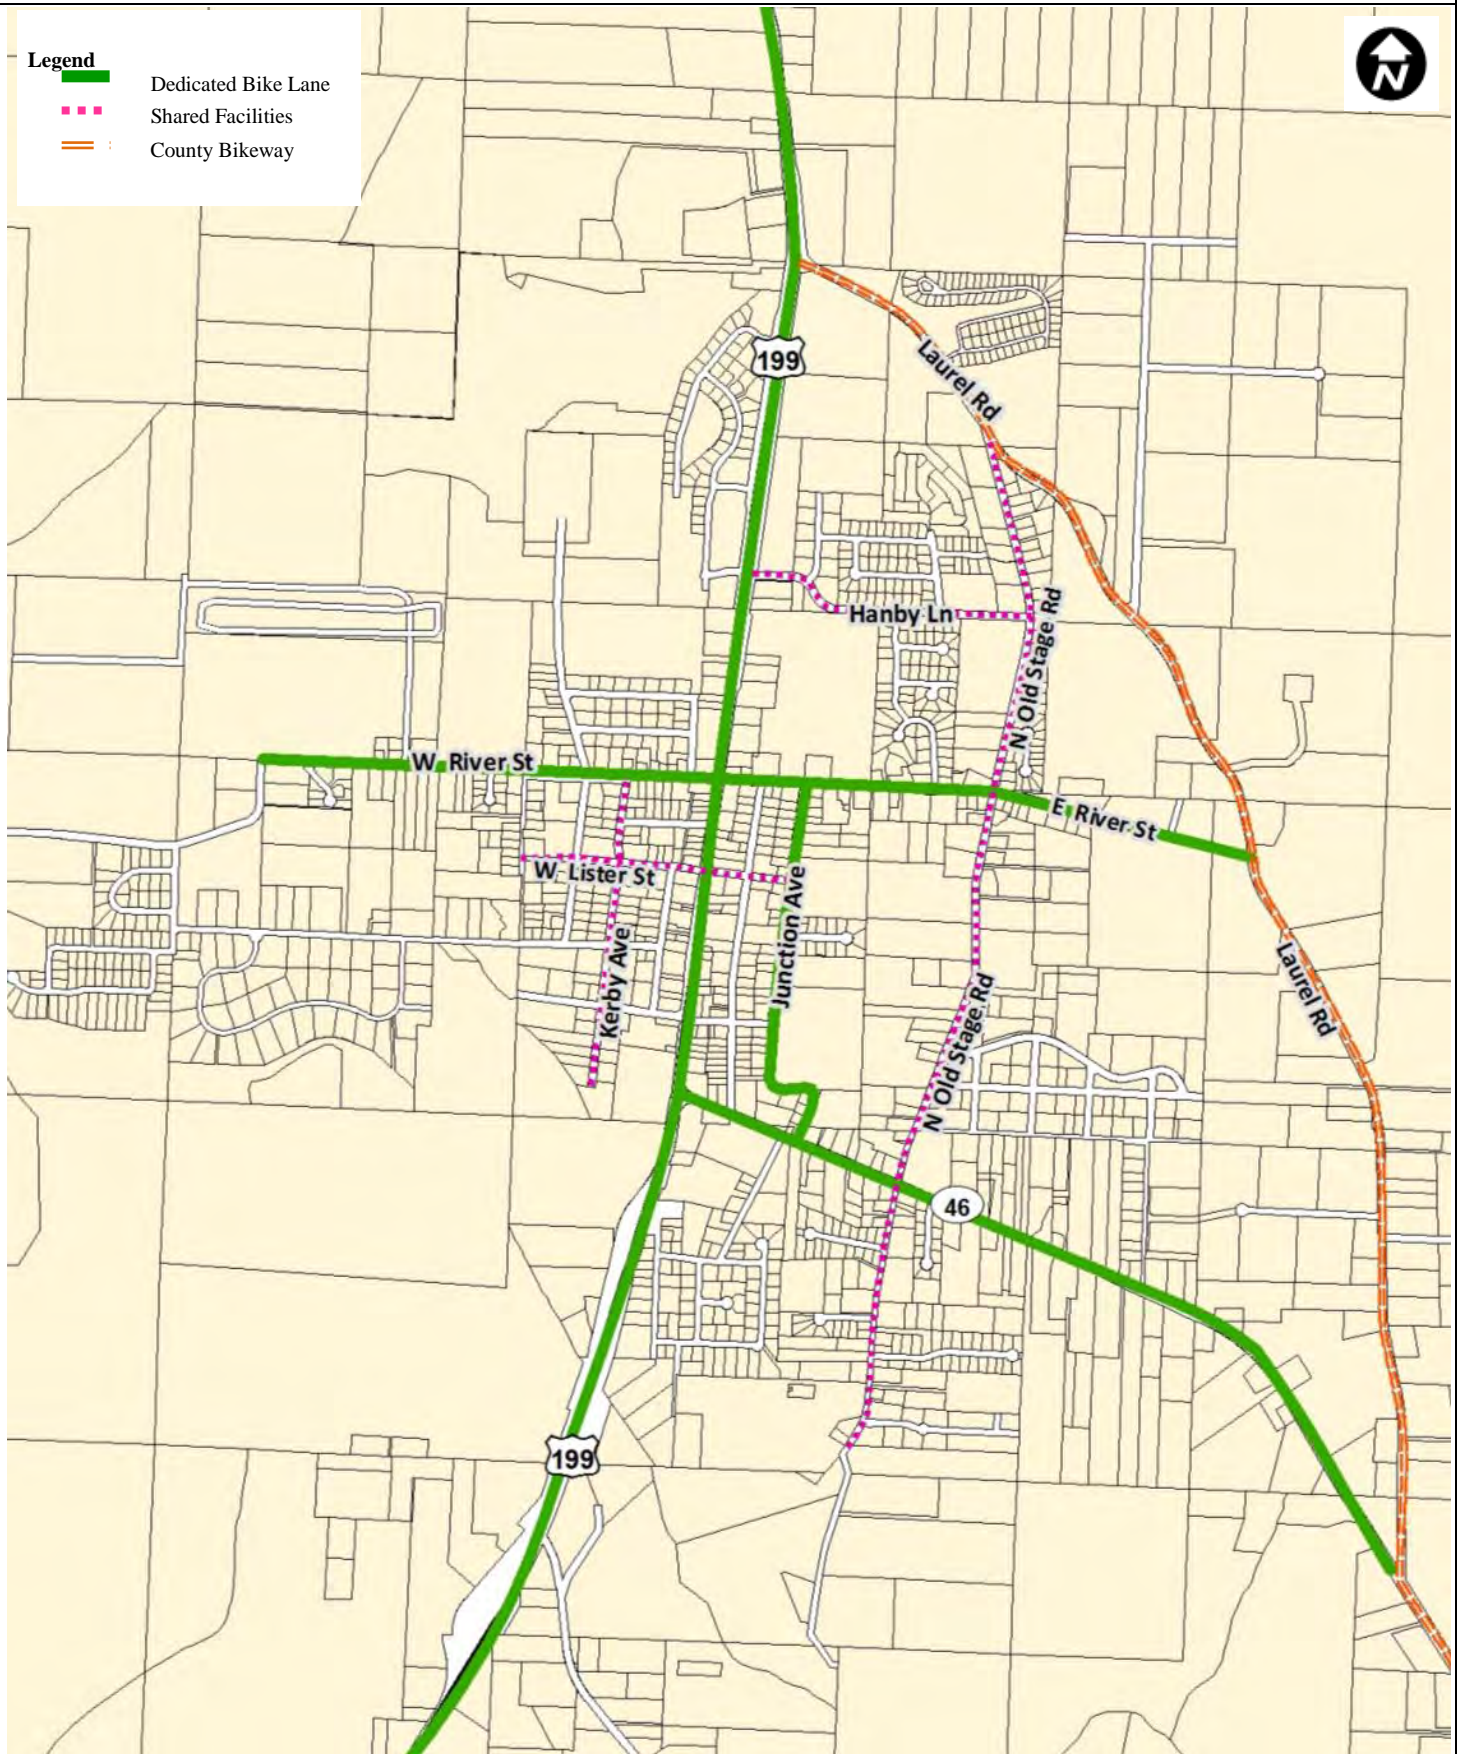 Legend
Dedicated Bike Lane
Shared Facilities
County Bikeway
N
199
Laurel Rd
Hanby Ln
N Old Stage Rd
W River St
E River St
W Lister St
Junction Ave
Kerby Ave
Laurel Rd
N Old Stage Rd
46
199